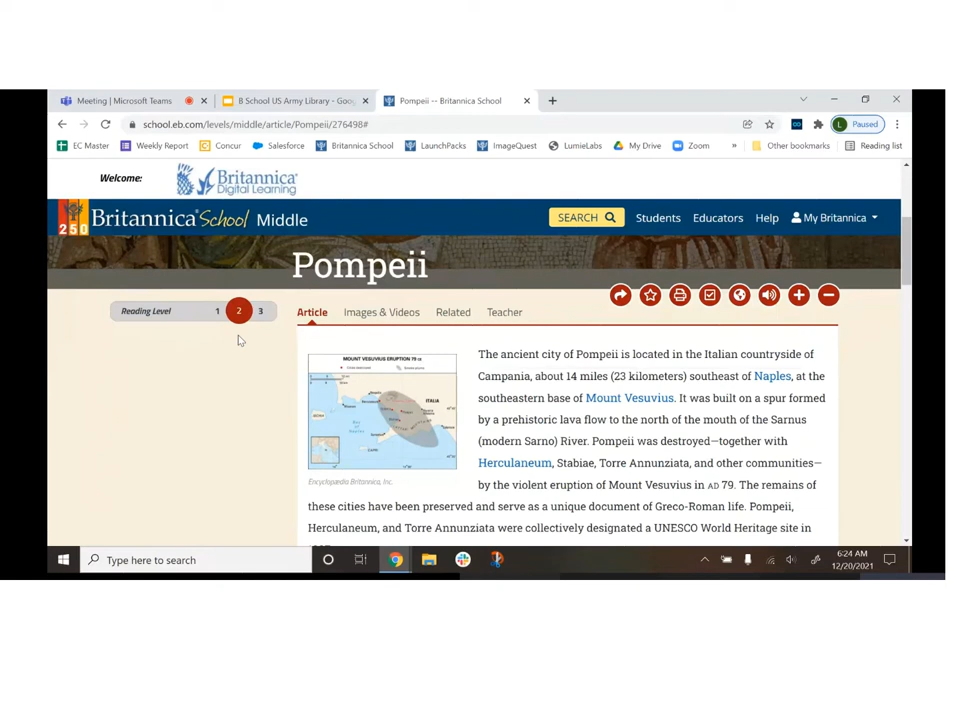 Meeting | Microsoft Teams
B School US Army Library - Goo
Pompeii -- Britannica School
school.eb.com/levels/middle/article/Pompeii/276498#
L Paused
EC Master Weekly Report Concur Salesforce Britannica School LaunchPacks ImageQuest LumieLabs My Drive Zoom » Other bookmarks Reading list
Welcome: Britannica
Digital Learning
250 Britannica School Middle SEARCH Students Educators Help My Britannica
Pompeii
Reading Level 1 2 3
Article Images & Videos Related Teacher
MOUNT VESUVIUS ERUPTION 79 CE
ITALIA
Encyclopædia Britannica, Inc.
The ancient city of Pompeii is located in the Italian countryside of
Campania, about 14 miles (23 kilometers) southeast of Naples, at the
southeastern base of Mount Vesuvius. It was built on a spur formed
by a prehistoric lava flow to the north of the mouth of the Sarnus
(modern Sarno) River. Pompeii was destroyed—together with
Herculaneum, Stabiae, Torre Annunziata, and other communities—
by the violent eruption of Mount Vesuvius in AD 79. The remains of
these cities have been preserved and serve as a unique document of Greco-Roman life. Pompeii,
Herculaneum, and Torre Annunziata were collectively designated a UNESCO World Heritage site in
Type here to search
6:24 AM
12/20/2021